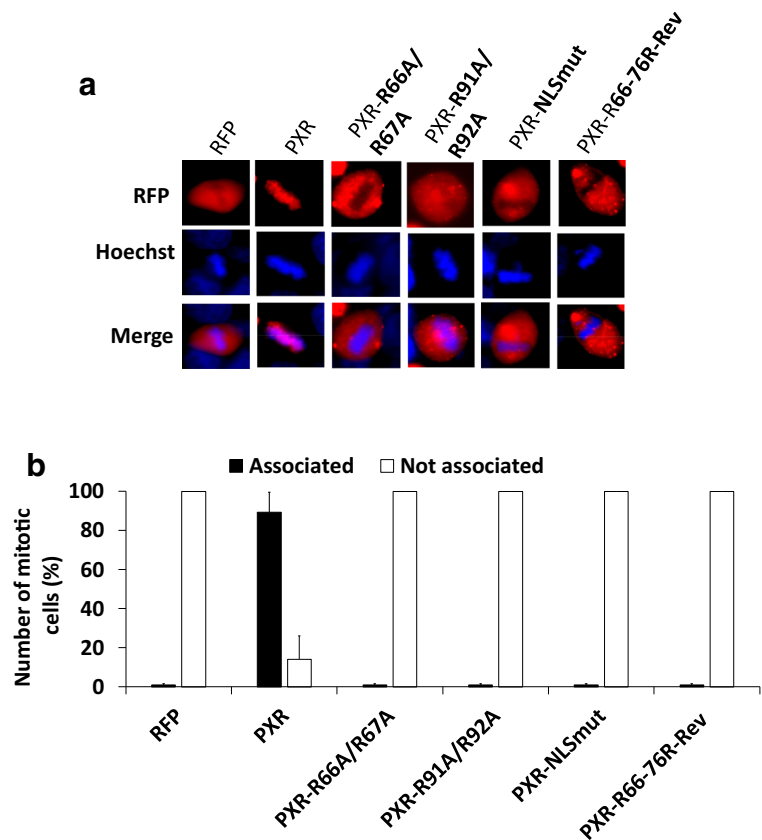 a
RFP
PXR
PXR-R66A/
R67A
PXR-R91A/
R92A
PXR-NLSmut
PXR-R66-76R-Rev
RFP
Hoechst
Merge
b
Associated
Not associated
Number of mitotic
cells (%)
100
80
60
40
20
0
RFP
PXR
PXR-R66A/R67A
PXR-R91A/R92A
PXR-NLSmut
PXR-R66-76R-Rev